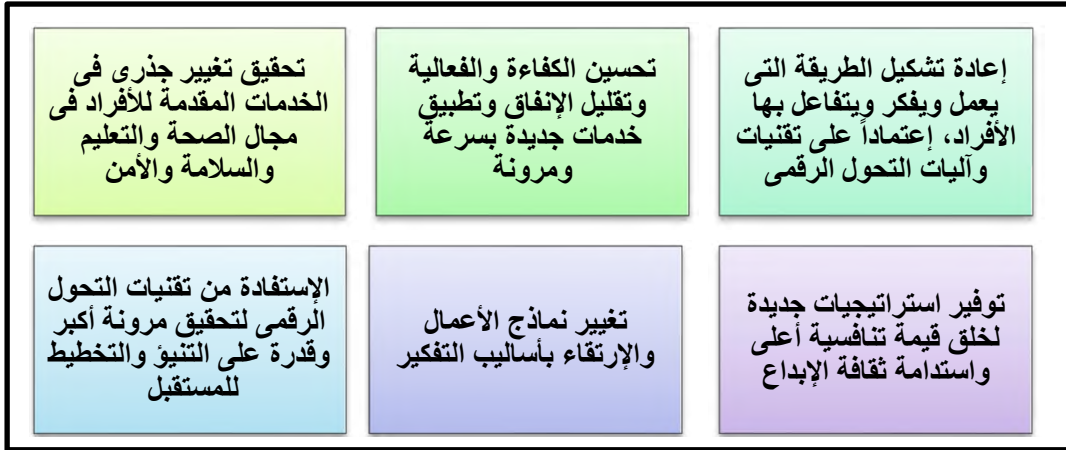 إعادة تشكيل الطريقة التى
يعمل ويفكر ويتفاعل بها
الأفراد، إعتماداً على تقنيات
وآليات التحول الرقمى
تحسين الكفاءة والفعالية
وتقليل الإنفاق وتطبيق
خدمات جديدة بسرعة
ومرونة
تحقيق تغيير جذرى فى
الخدمات المقدمة للأفراد فى
مجال الصحة والتعليم
والسلامة والأمن
توفير استراتيجيات جديدة
لخلق قيمة تنافسية أعلى
واستدامة ثقافة الإبداع
تغيير نماذج الأعمال
والإرتقاء بأساليب التفكير
الإستفادة من تقنيات التحول
الرقمى لتحقيق مرونة أكبر
وقدرة على التنيؤ والتخطيط
للمستقبل